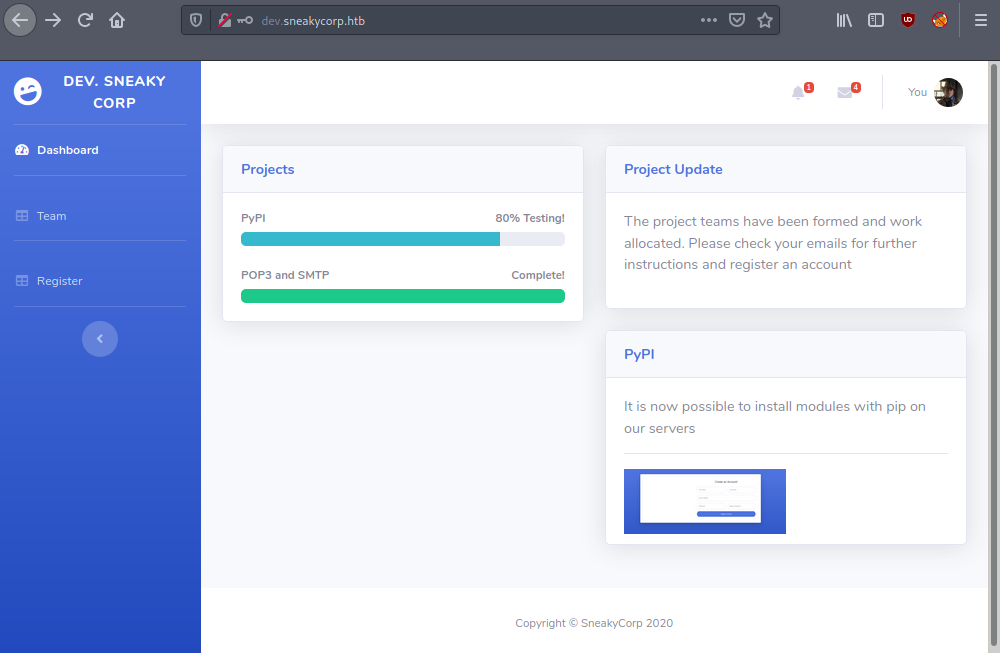 dev.sneakycorp.htb
DEV. SNEAKY
CORP
1
4
You
Dashboard
Team
Register
Projects
PyPI
80% Testing!
POP3 and SMTP
Complete!
Project Update
The project teams have been formed and work
allocated. Please check your emails for further
instructions and register an account
PyPI
It is now possible to install modules with pip on
our servers
Copyright © SneakyCorp 2020